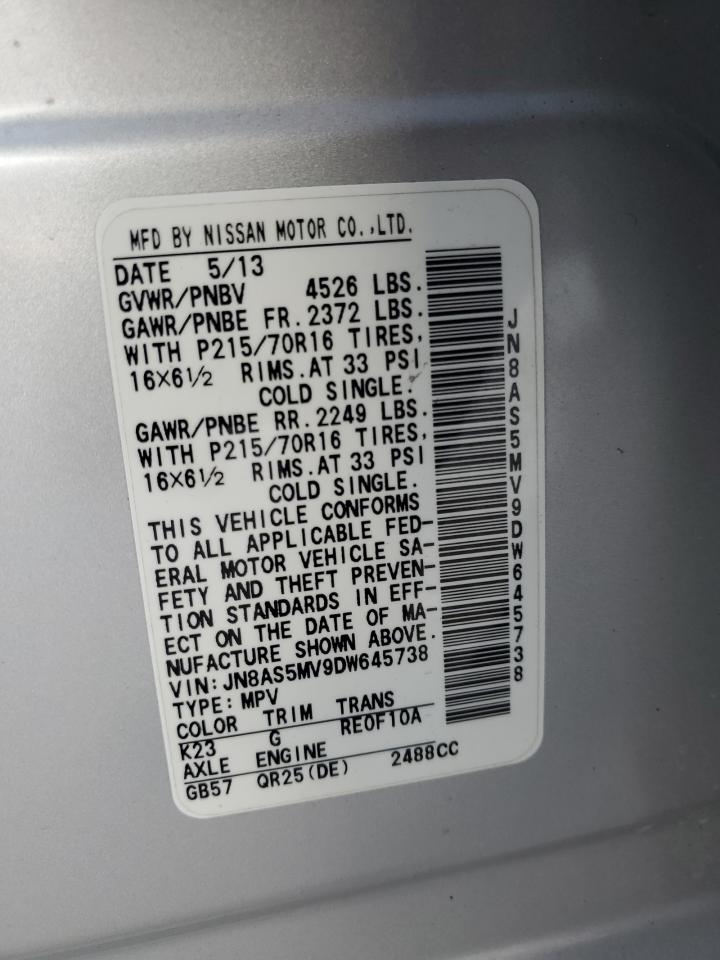 MFD BY NISSAN MOTOR CO.,LTD.
DATE 5/13
GVWR/PNBV 4526 LBS.
GAWR/PNBE FR.2372 LBS.
WITH P215/70R16 TIRES,
16X6½ RIMS.AT 33 PSI
COLD SINGLE.
GAWR/PNBE RR.2249 LBS.
WITH P215/70R16 TIRES,
16X6½ RIMS.AT 33 PSI
COLD SINGLE.
THIS VEHICLE CONFORMS
TO ALL APPLICABLE FED-
ERAL MOTOR VEHICLE SA-
FETY AND THEFT PREVEN-
TION STANDARDS IN EFF-
ECT ON THE DATE OF MA-
NUFACTURE SHOWN ABOVE.
VIN:JN8AS5MV9DW645738
TYPE:MPV
COLOR TRIM TRANS
K23 G RE0F10A
AXLE ENGINE
GB57 QR25(DE) 2488CC
JN8AS5MV9DW645738